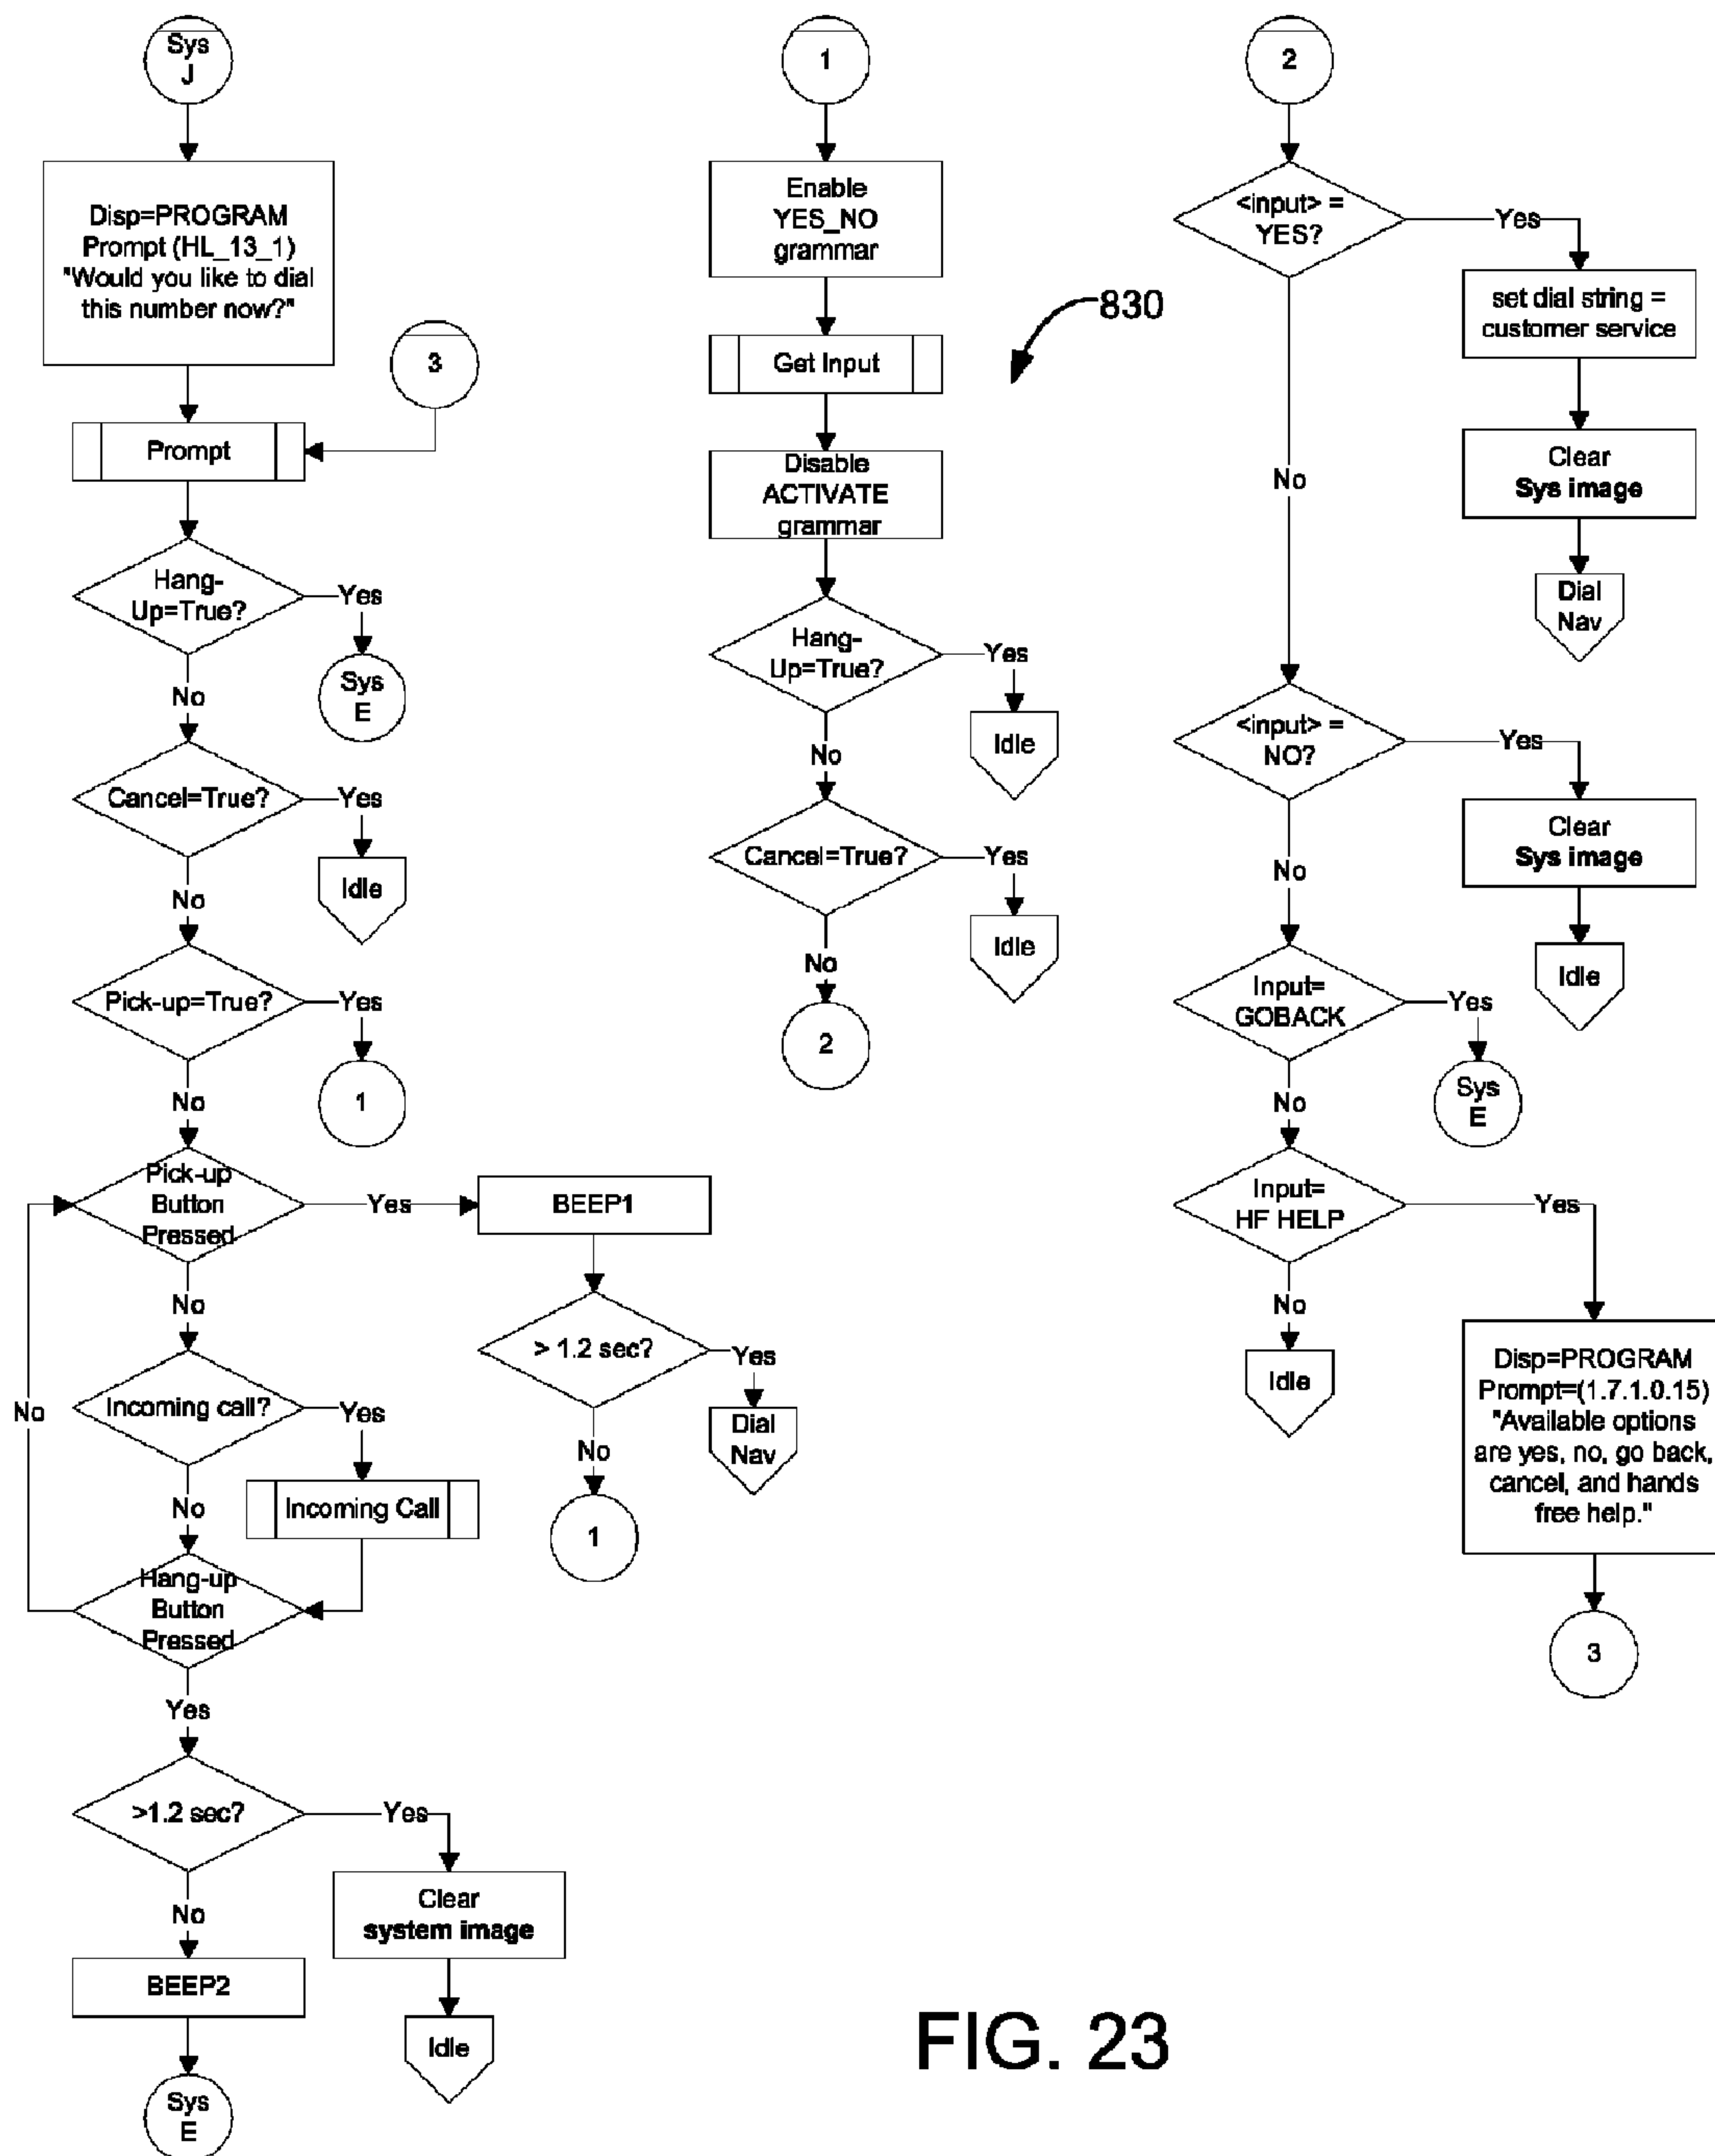 Sys
J
Disp=PROGRAM
Prompt (HL_13_1)
"Would you like to dial
this number now?"
3
Prompt
Hang-
Up=True?
Yes
Sys
E
No
Cancel=True?
Yes
Idle
No
Pick-up=True?
Yes
1
No
Pick-up
Button
Pressed
Yes
BEEP1
> 1.2 sec?
Yes
Dial
Nav
No
1
No
Incoming call?
Yes
Incoming Call
No
No
Hang-up
Button
Pressed
Yes
>1.2 sec?
Yes
Clear
system image
Idle
No
BEEP2
Sys
E
1
Enable
YES_NO
grammar
830
Get Input
Disable
ACTIVATE
grammar
Hang-
Up=True?
Yes
Idle
No
Cancel=True?
Yes
Idle
No
2
2
<input> =
YES?
Yes
set dial string =
customer service
Clear
Sys image
Dial
Nav
No
<input> =
NO?
Yes
Clear
Sys image
Idle
No
Input=
GOBACK
Yes
Sys
E
No
Input=
HF HELP
Yes
No
Idle
Disp=PROGRAM
Prompt=(1.7.1.0.15)
"Available options
are yes, no, go back,
cancel, and hands
free help."
3
FIG. 23